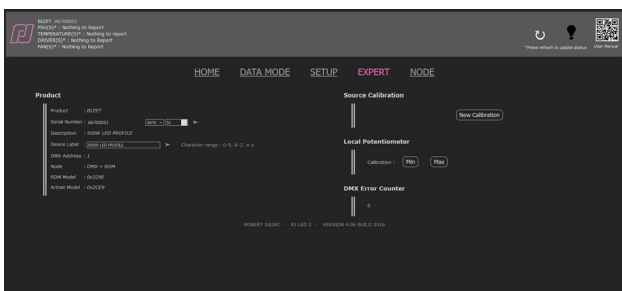 BIZET 06700051
PSU(S)* : Nothing to Report
TEMPERATURE(S)* : Nothing to report
DRIVER(S)* : Nothing to Report
FAN(S)* : Nothing to Report
*Press refresh to update status
User Manual
HOME DATA MODE SETUP EXPERT NODE
Product
Product : BIZET
Serial Number : 06700051
Description : 500W LED PROFILE
Device Label : 500W LED PROFILE ► Character range : 0-9, A-Z, a-z
DMX Address : 1
Node : DMX + RDM
RDM Model : 0x329E
Artnet Model : 0x2CE9
Source Calibration
New Calibration
Local Potentiometer
Calibration : Min Max
DMX Error Counter
0
ROBERT JULIAT - RJ LED 2 - VERSION 4.06 BUILD 2516